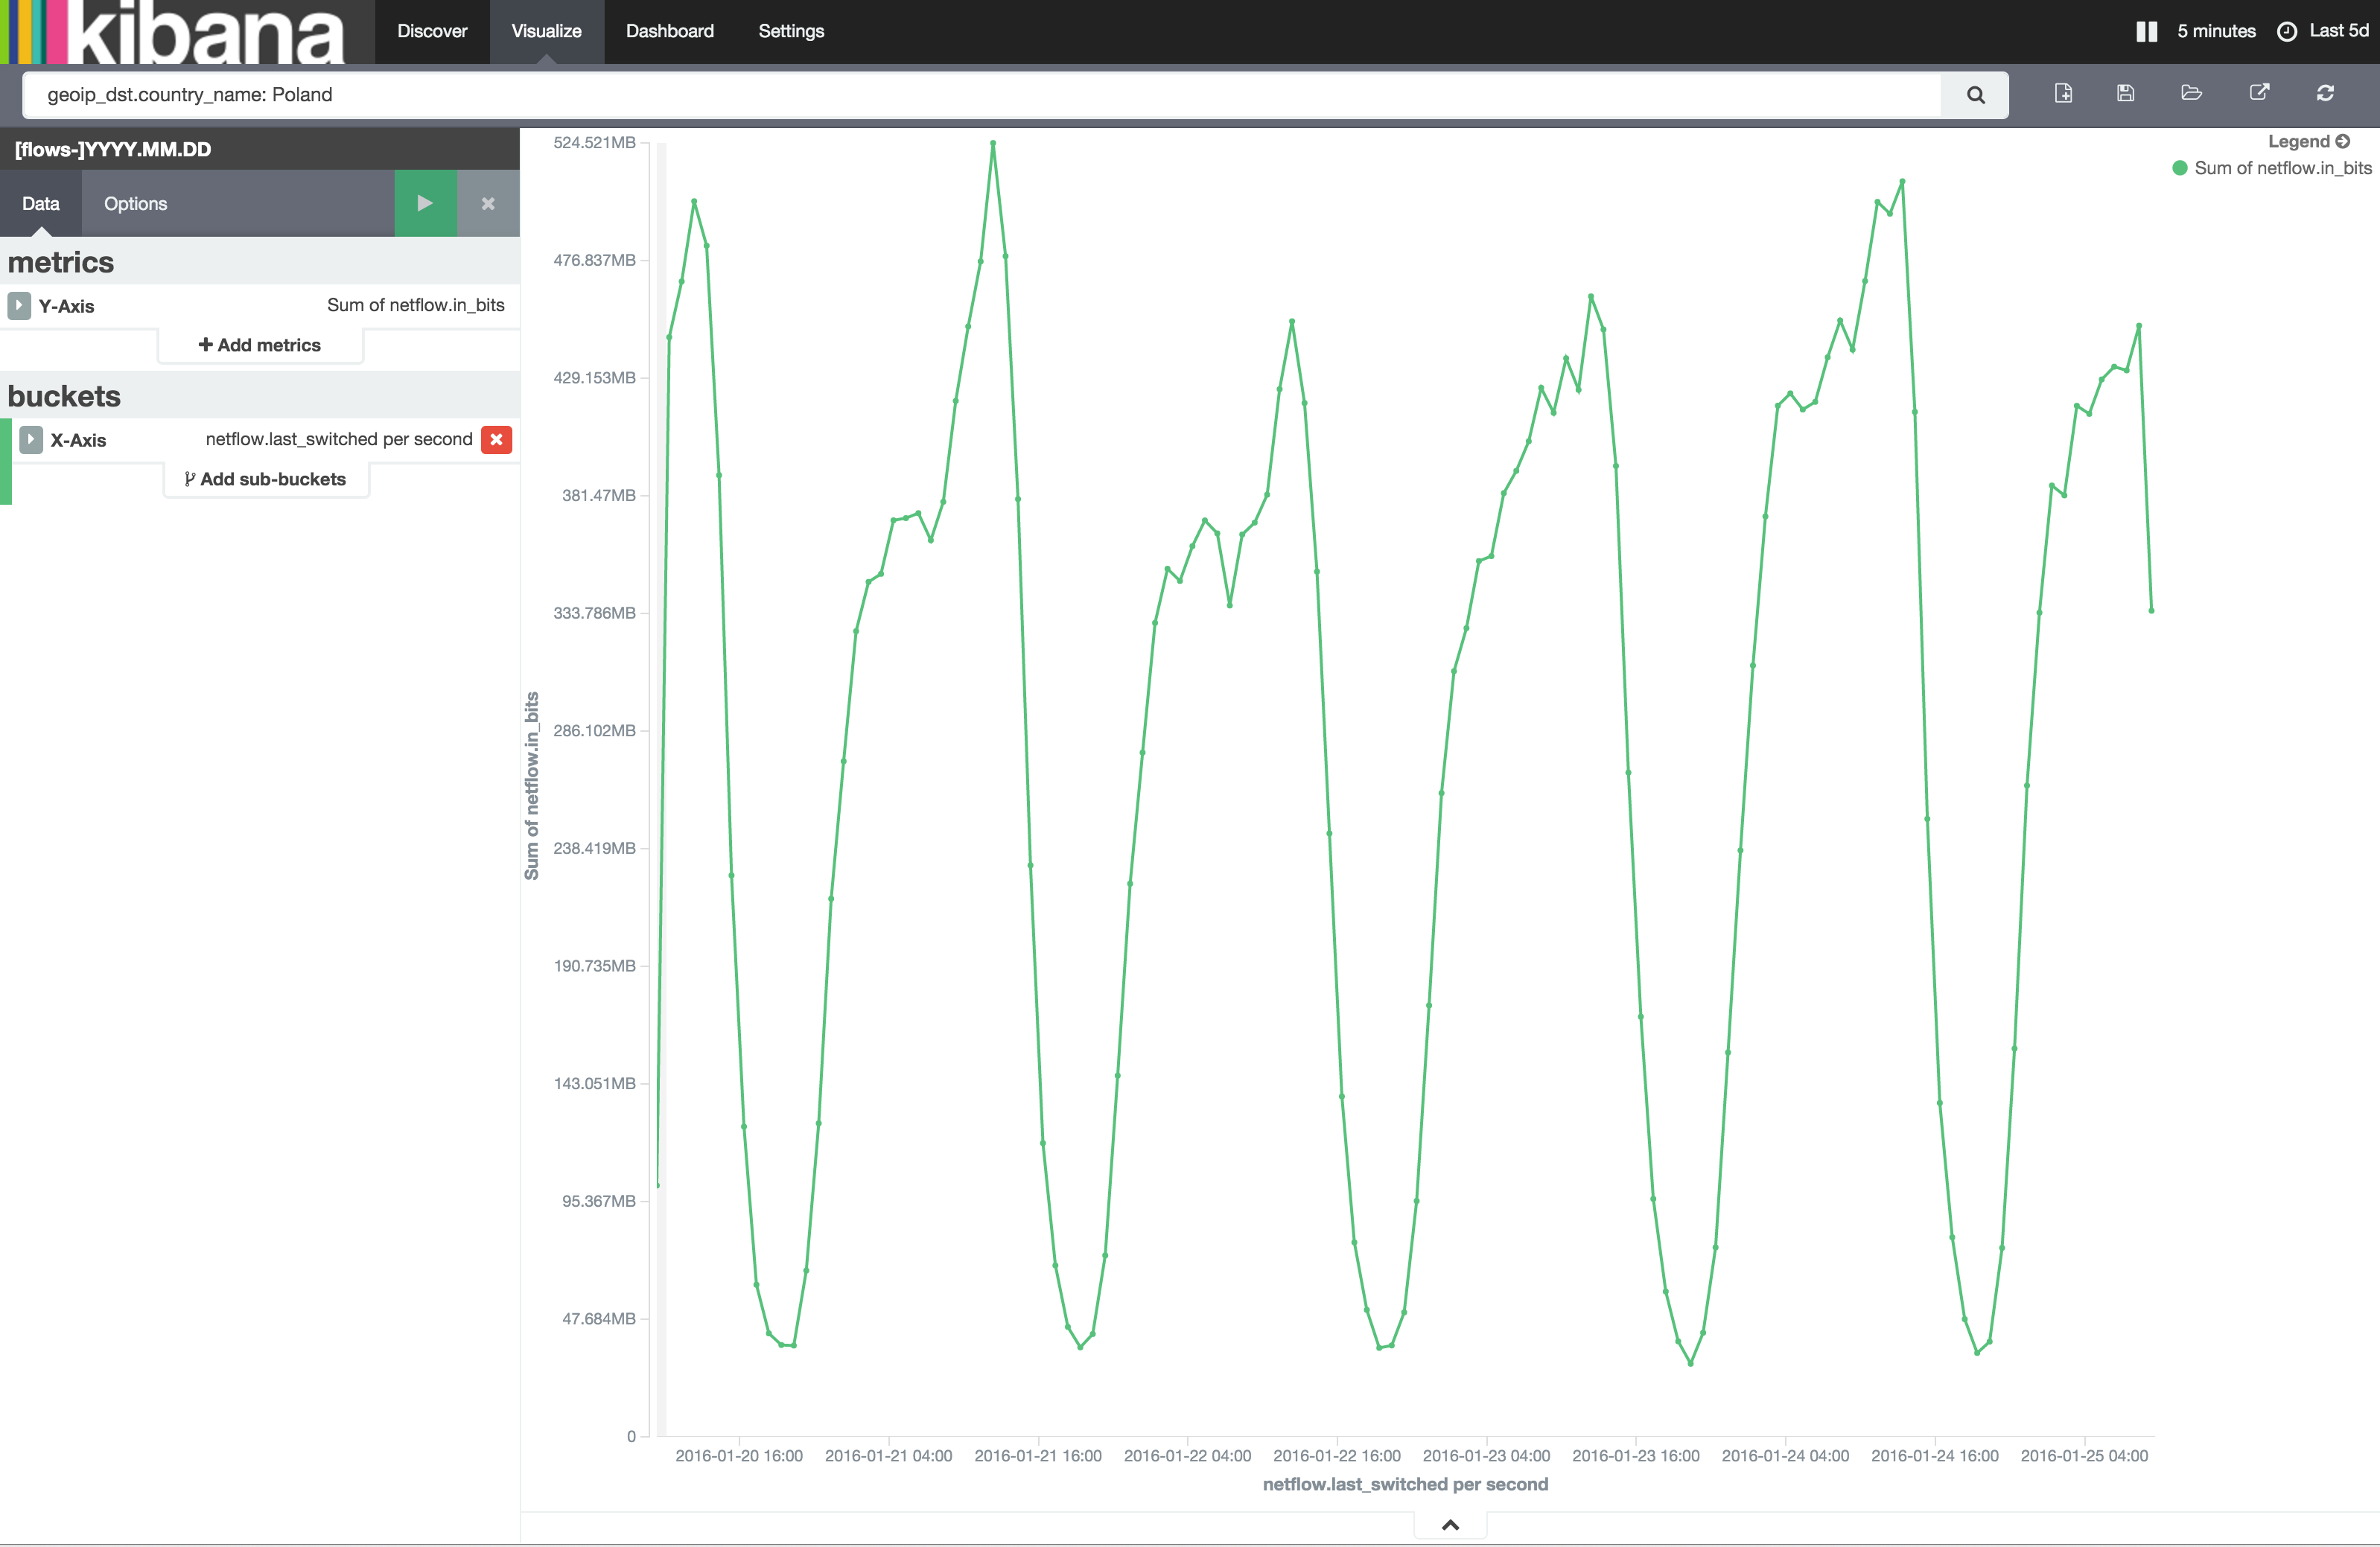 kibana
Discover Visualize Dashboard Settings 5 minutes Last 5d
geoip_dst.country_name: Poland
[flows-]YYYY.MM.DD
Data Options
metrics
Y-Axis Sum of netflow.in_bits
Add metrics
buckets
X-Axis netflow.last_switched per second
Add sub-buckets
Legend
Sum of netflow.in_bits
Sum of netflow.in_bits
524.521MB
476.837MB
429.153MB
381.47MB
333.786MB
286.102MB
238.419MB
190.735MB
143.051MB
95.367MB
47.684MB
0
2016-01-20 16:00 2016-01-21 04:00 2016-01-21 16:00 2016-01-22 04:00 2016-01-22 16:00 2016-01-23 04:00 2016-01-23 16:00 2016-01-24 04:00 2016-01-24 16:00 2016-01-25 04:00
netflow.last_switched per second